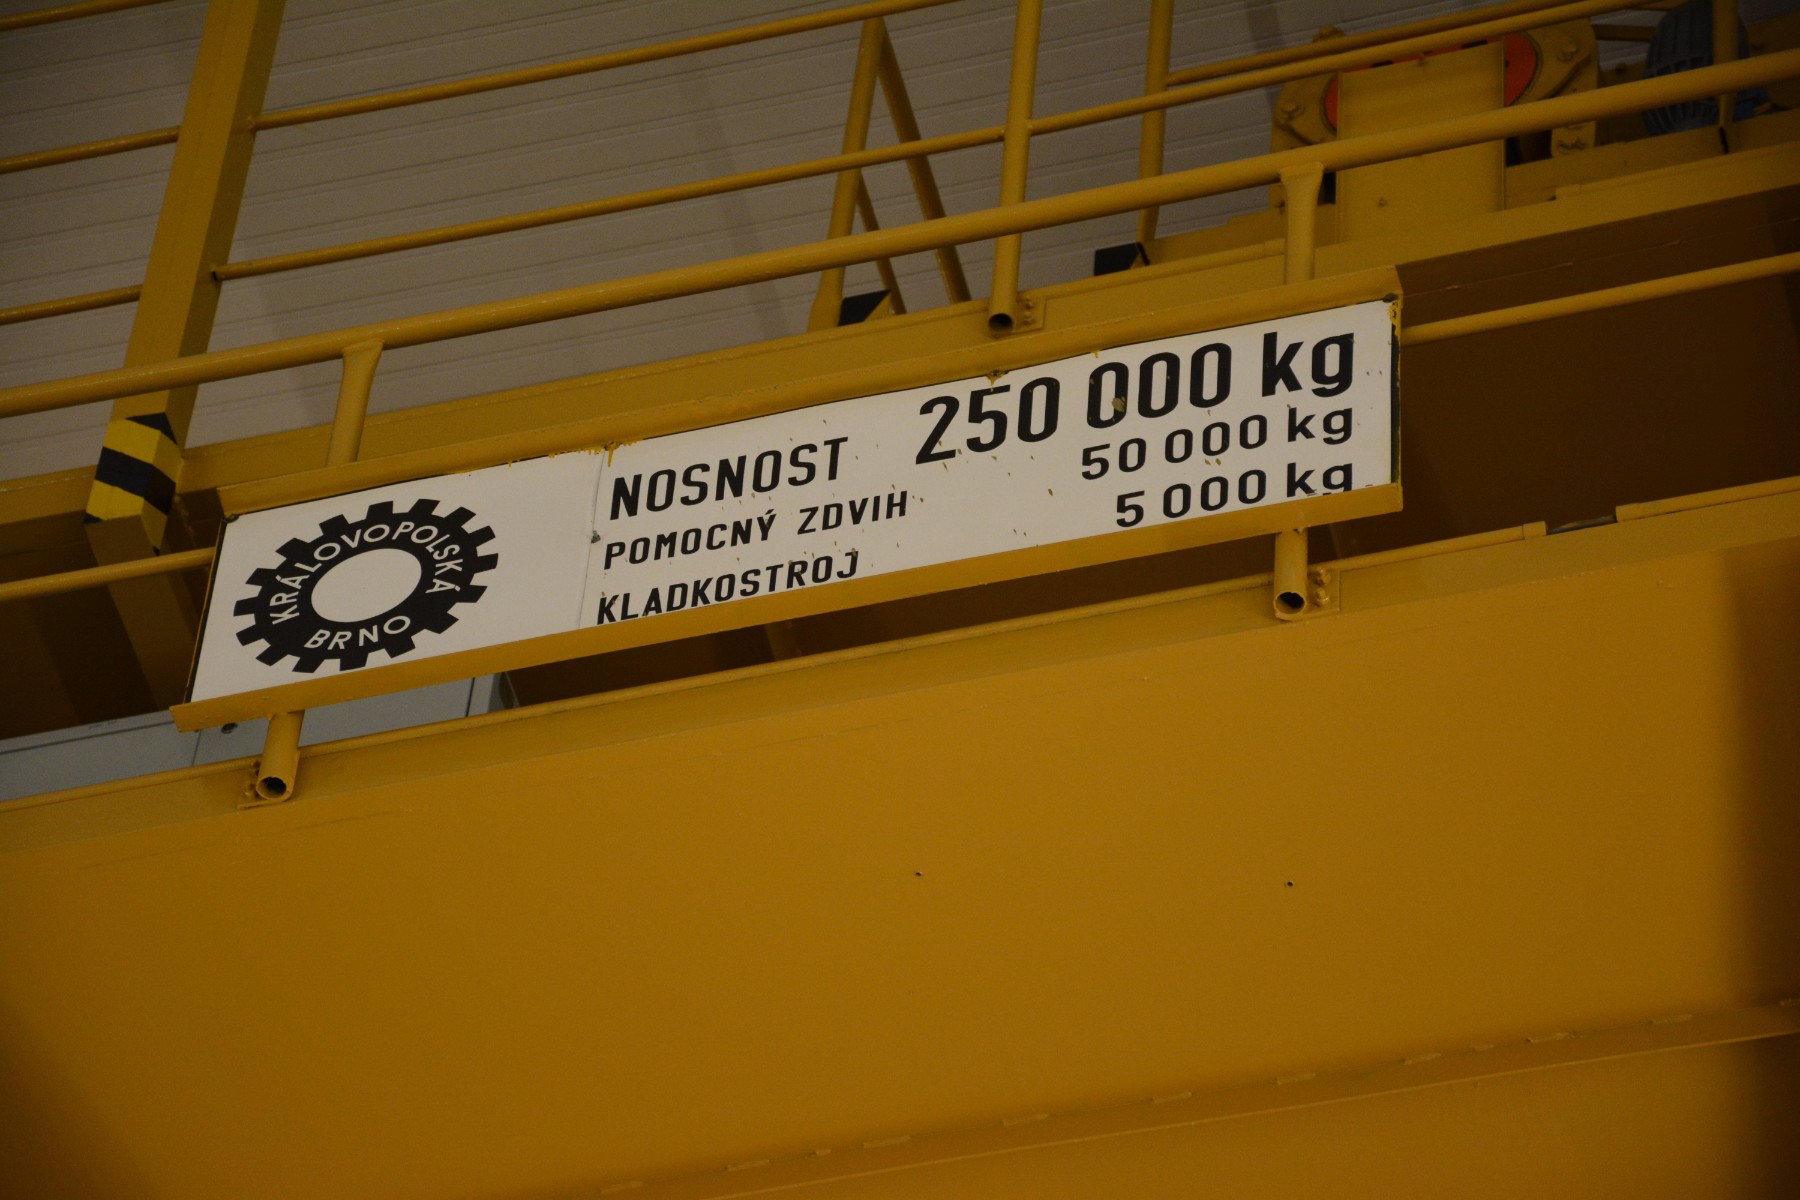 KRÁLOVOPOLSKÁ
BRNO
NOSNOST 250 000 kg
POMOCNÝ ZDVIH 50 000 kg
KLADKOSTROJ 5 000 kg